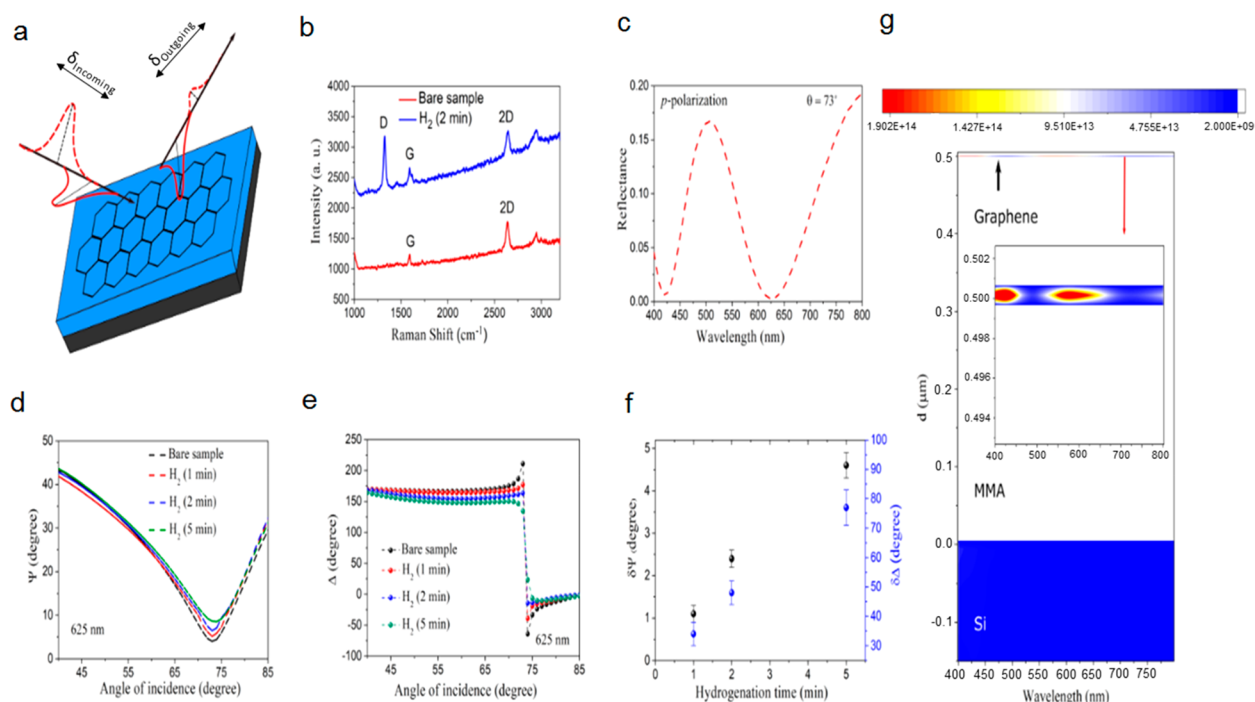 a
δIncoming
δOutgoing
b
4000
3500
3000
2500
2000
1500
1000
500
Intensity (a. u.)
Bare sample
H2 (2 min)
D
G
2D
G
2D
1000
1500
2000
2500
3000
Raman Shift (cm-1)
c
0.20
0.15
0.10
0.05
0.00
Reflectance
p-polarization
θ = 73°
400 450 500 550 600 650 700 750 800
Wavelength (nm)
g
1.902E+14
1.427E+14
9.510E+13
4.755E+13
2.000E+09
0.5
0.4
0.3
0.2
0.1
0.0
-0.1
d (μm)
Graphene
0.502
0.500
0.498
0.496
0.494
400 500 600 700 800
MMA
Si
400 450 500 550 600 650 700 750
Wavelength (nm)
d
50
40
30
20
10
0
Ψ (degree)
Bare sample
H2 (1 min)
H2 (2 min)
H2 (5 min)
625 nm
45 55 65 75 85
Angle of incidence (degree)
e
250
200
150
100
50
0
-50
-100
Δ (degree)
Bare sample
H2 (1 min)
H2 (2 min)
H2 (5 min)
625 nm
45 55 65 75 85
Angle of incidence (degree)
f
5
4
3
2
1
0
δΨ (degree)
100
90
80
70
60
50
40
30
δΔ (degree)
0 1 2 3 4 5
Hydrogenation time (min)